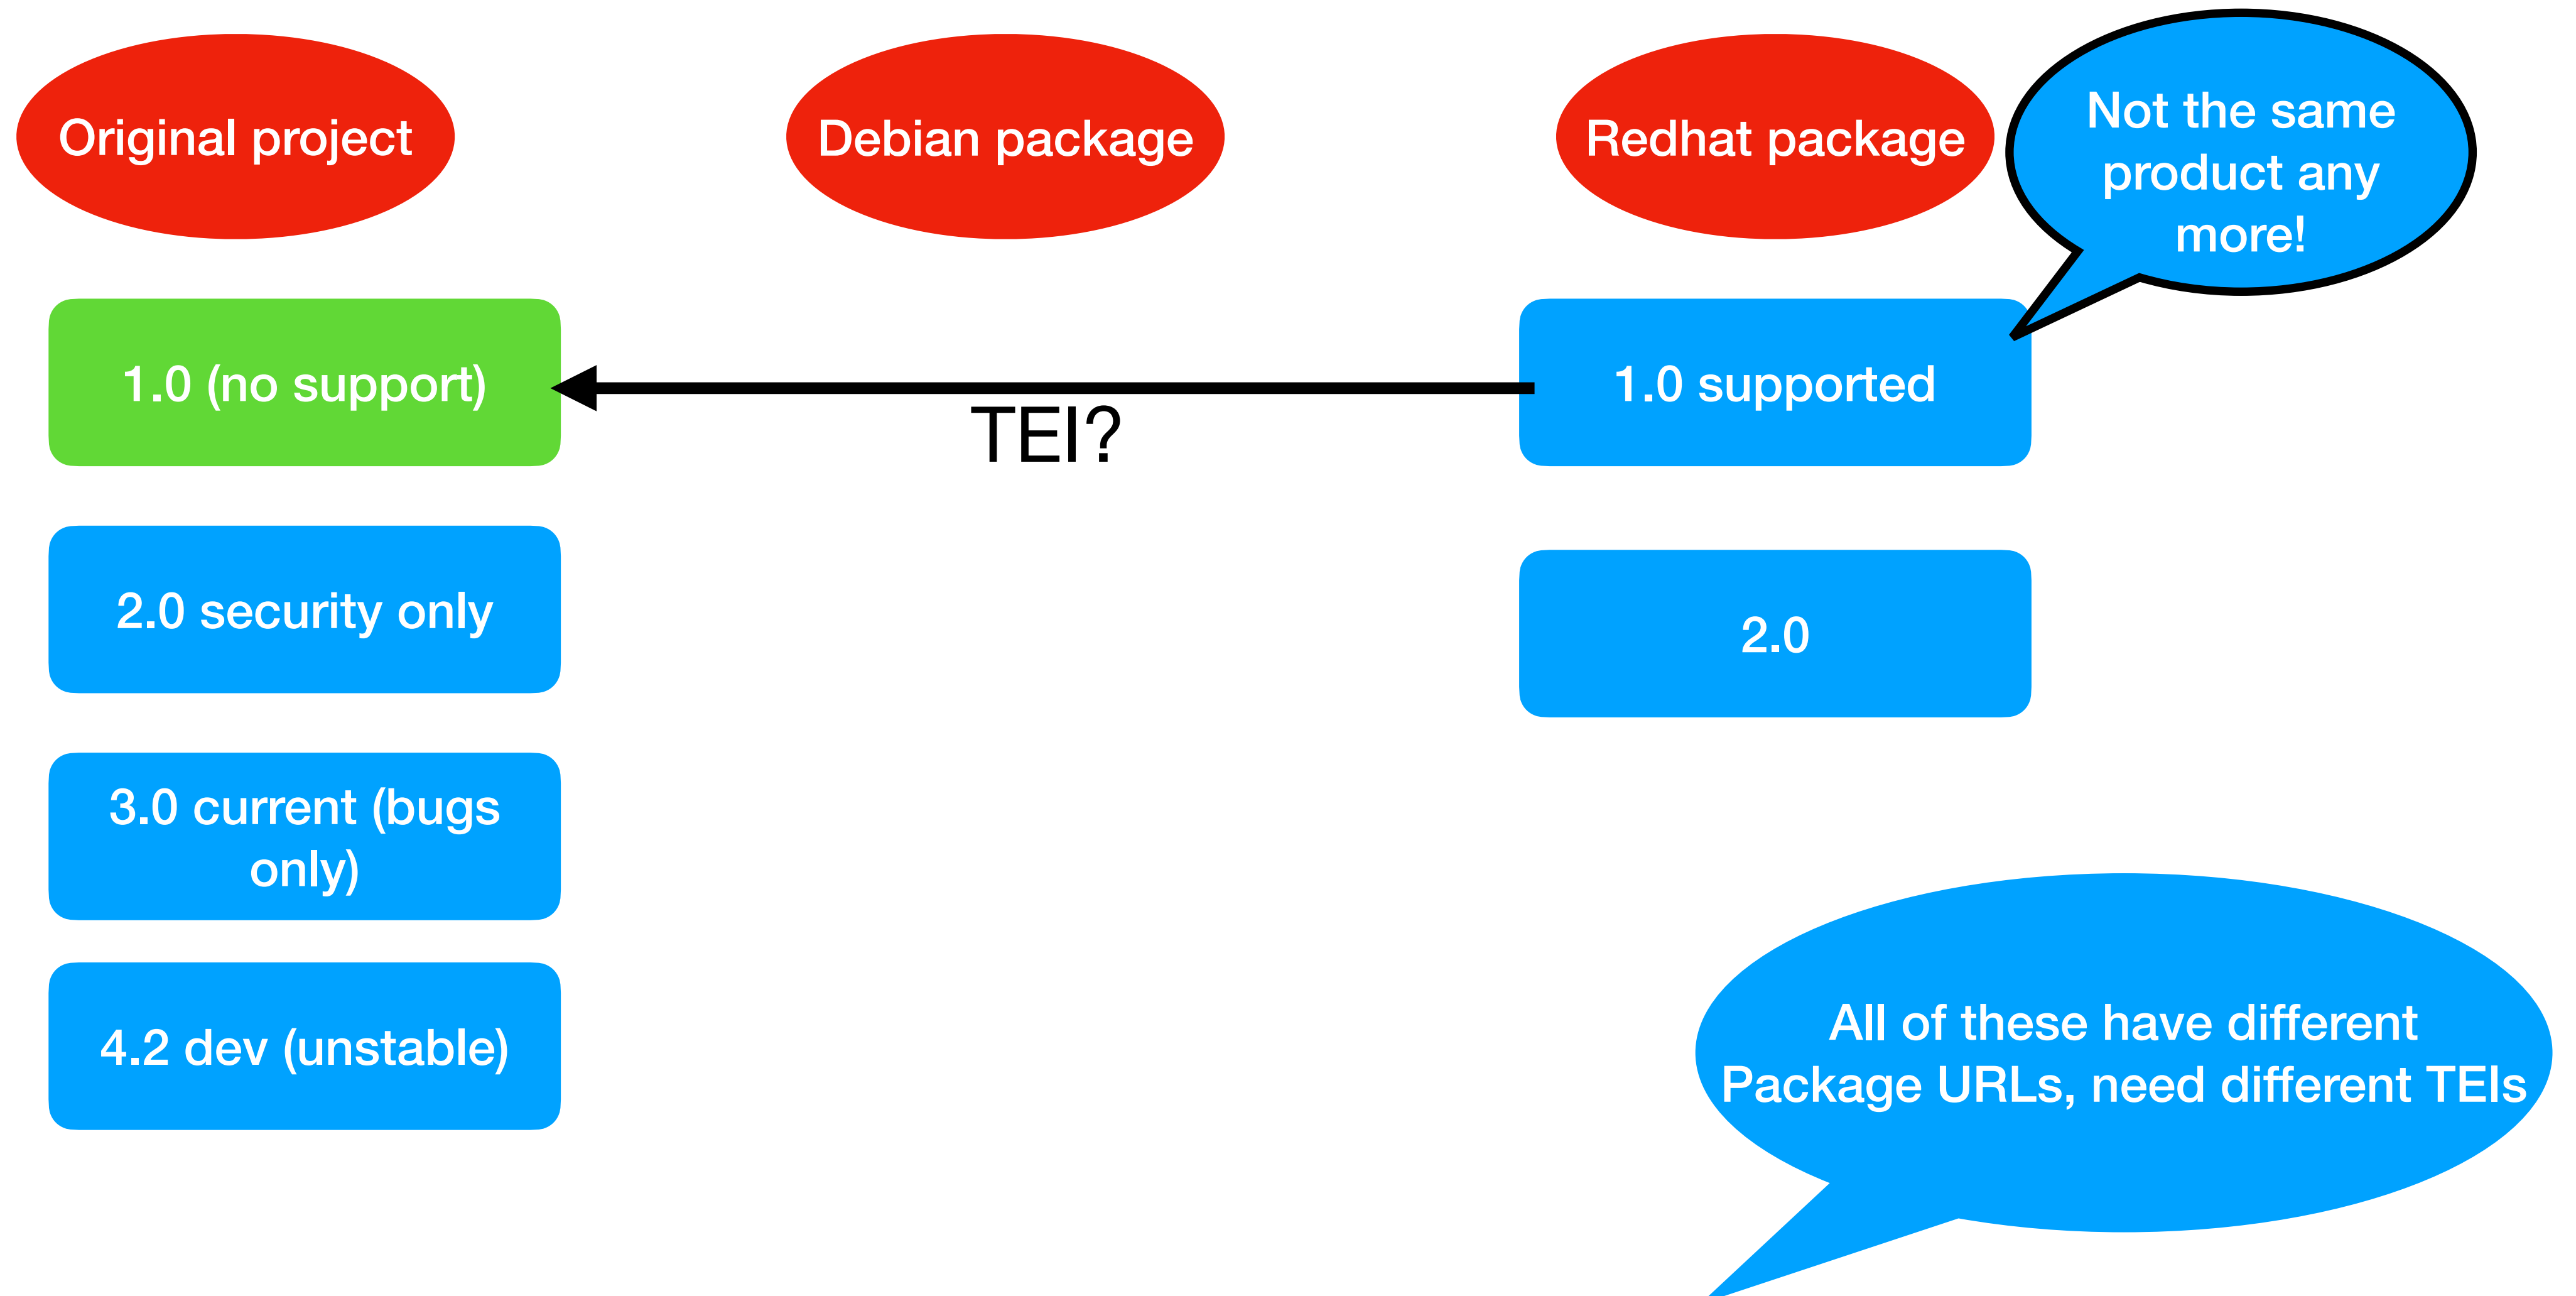 Original project
Debian package
Redhat package
Not the same
product any
more!
1.0 (no support)
TEI?
1.0 supported
2.0 security only
2.0
3.0 current (bugs
only)
4.2 dev (unstable)
All of these have different
Package URLs, need different TEIs